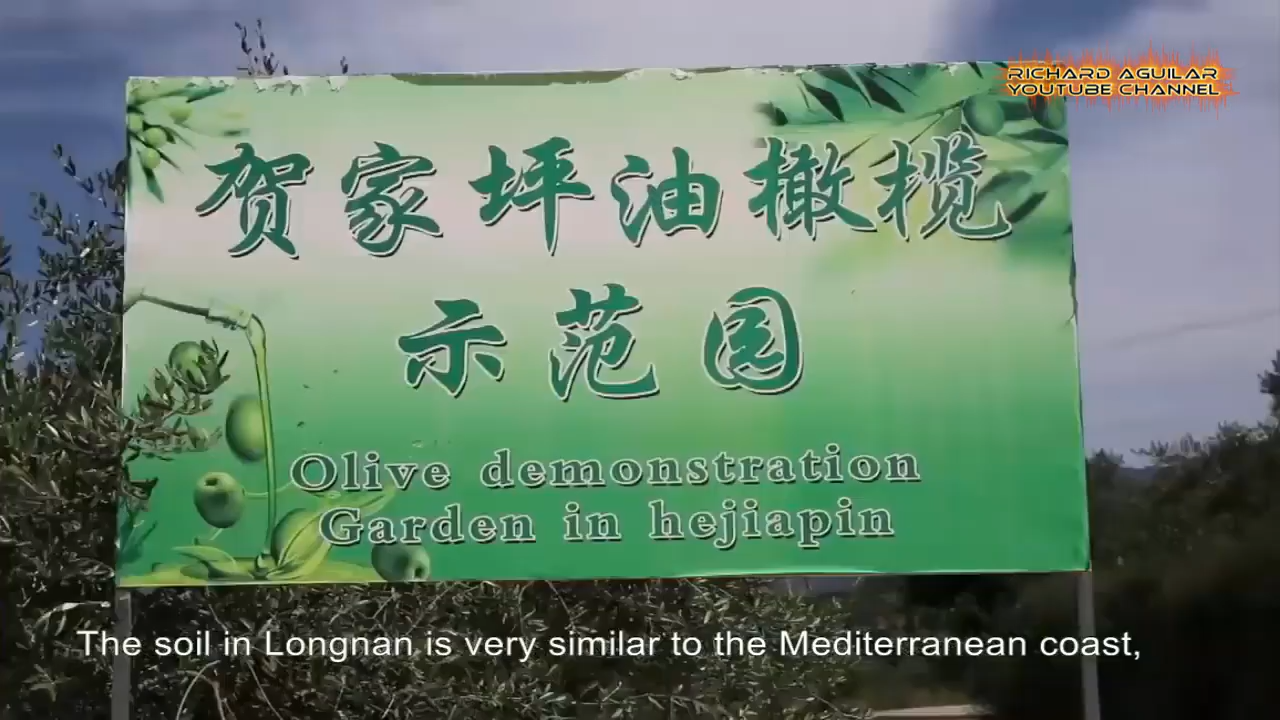 RICHARD AGUILAR
YOUTUBE CHANNEL
贺家坪油橄榄
示范园
Olive demonstration
Garden in hejiapin
The soil in Longnan is very similar to the Mediterranean coast,